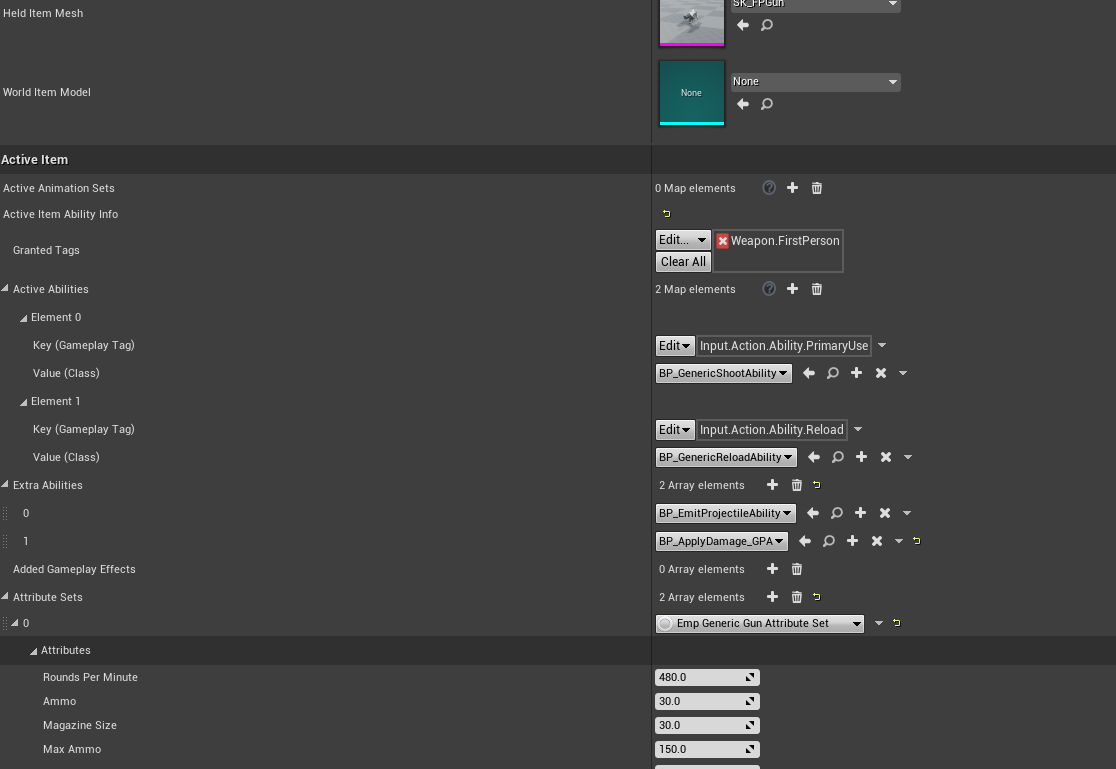 SK_FPGun
Held Item Mesh
World Item Model
None
None
Active Item
Active Animation Sets
0 Map elements
Active Item Ability Info
Granted Tags
Edit...
Weapon.FirstPerson
Clear All
Active Abilities
2 Map elements
Element 0
Key (Gameplay Tag)
Edit
Input.Action.Ability.PrimaryUse
Value (Class)
BP_GenericShootAbility
Element 1
Key (Gameplay Tag)
Edit
Input.Action.Ability.Reload
Value (Class)
BP_GenericReloadAbility
Extra Abilities
2 Array elements
0
BP_EmitProjectileAbility
1
BP_ApplyDamage_GPA
Added Gameplay Effects
0 Array elements
Attribute Sets
2 Array elements
0
Emp Generic Gun Attribute Set
Attributes
Rounds Per Minute
480.0
Ammo
30.0
Magazine Size
30.0
Max Ammo
150.0